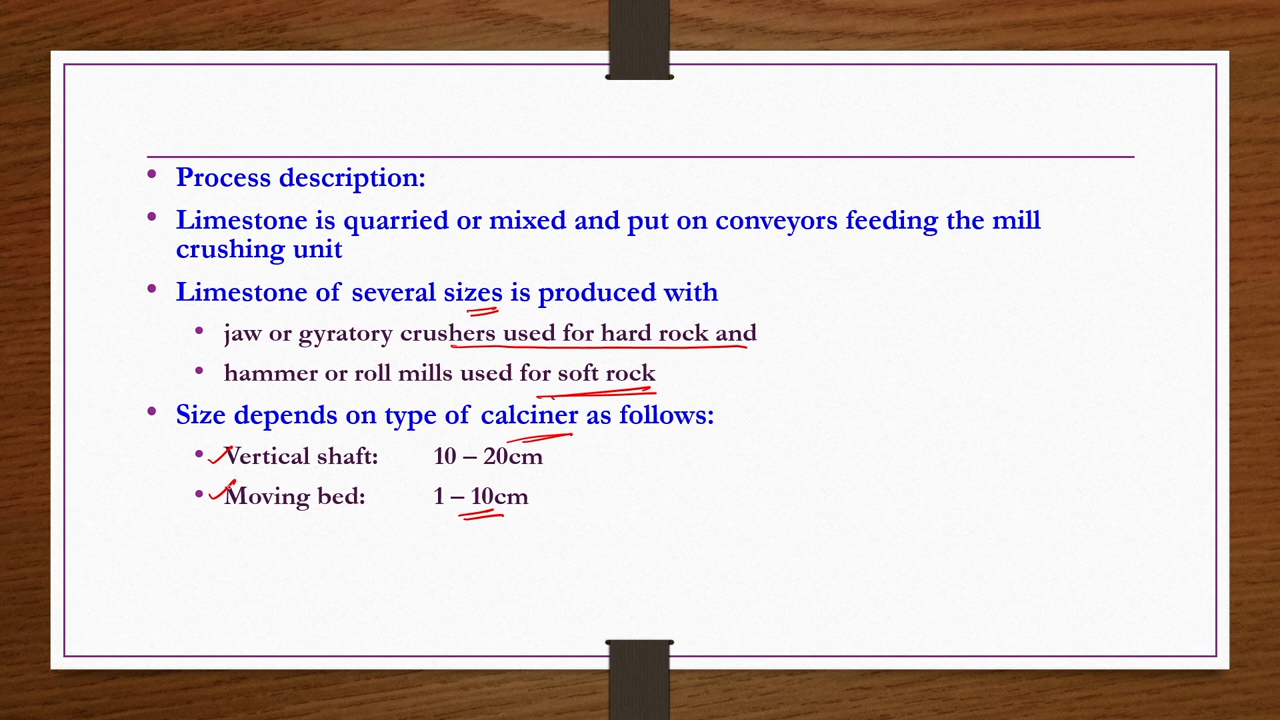 • Process description:
• Limestone is quarried or mixed and put on conveyors feeding the mill
crushing unit
• Limestone of several sizes is produced with
• jaw or gyratory crushers used for hard rock and
• hammer or roll mills used for soft rock
• Size depends on type of calciner as follows:
• Vertical shaft: 10 – 20cm
• Moving bed: 1 – 10cm